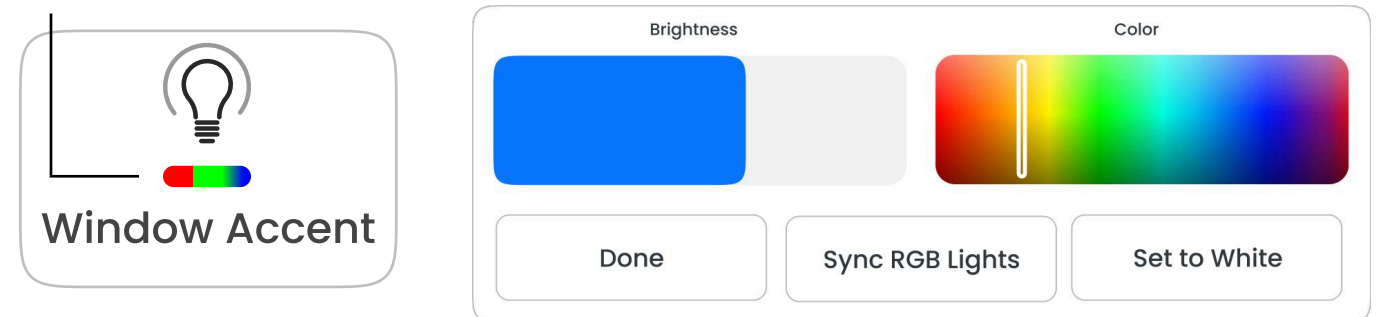 Window Accent
Brightness
Color
Done
Sync RGB Lights
Set to White